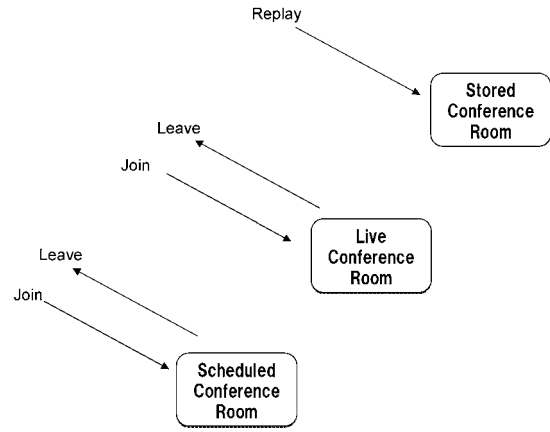 Replay
Stored
Conference
Room
Leave
Join
Live
Conference
Room
Leave
Join
Scheduled
Conference
Room